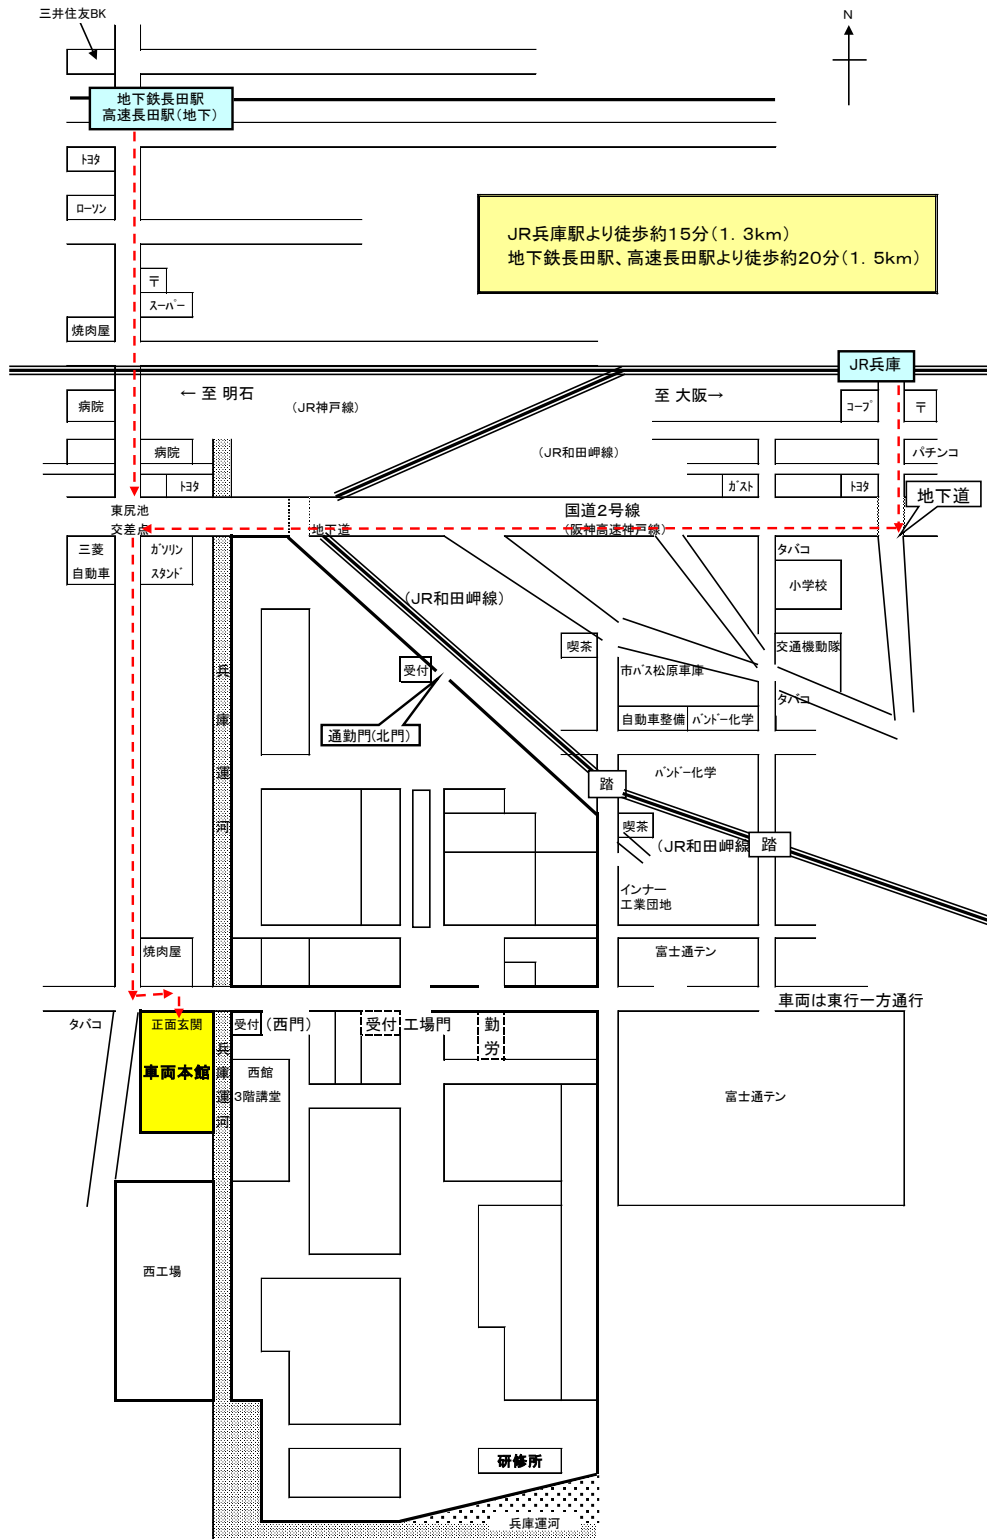 三井住友BK
N
地下鉄長田駅
高速長田駅(地下)
ﾄﾖﾀ
ﾛｰｿﾝ
JR兵庫駅より徒歩約15分(1. 3km)
地下鉄長田駅、高速長田駅より徒歩約20分(1. 5km)
〒
ｽｰﾊﾟｰ
焼肉屋
JR兵庫
← 至 明石
至 大阪→
病院
(JR神戸線)
ｺｰﾌﾟ
〒
病院
(JR和田岬線)
パチンコ
ﾄﾖﾀ
ｶﾞｽﾄ
ﾄﾖﾀ
地下道
東尻池
交差点
国道2号線
地下道
(阪神高速神戸線)
三菱
自動車
ｶﾞｿﾘﾝ
ｽﾀﾝﾄﾞ
タバコ
小学校
(JR和田岬線)
喫茶
交通機動隊
受付
市ﾊﾞｽ松原車庫
兵庫運河
タバコ
自動車整備
ﾊﾞﾝﾄﾞｰ化学
通勤門(北門)
ﾊﾞﾝﾄﾞｰ化学
踏
喫茶
(JR和田岬線
踏
インナー
工業団地
焼肉屋
富士通テン
車両は東行一方通行
タバコ
正面玄関
受付
(西門)
受付
工場門
勤労
車両本館
兵庫運河
西館
3階講堂
富士通テン
西工場
研修所
兵庫運河